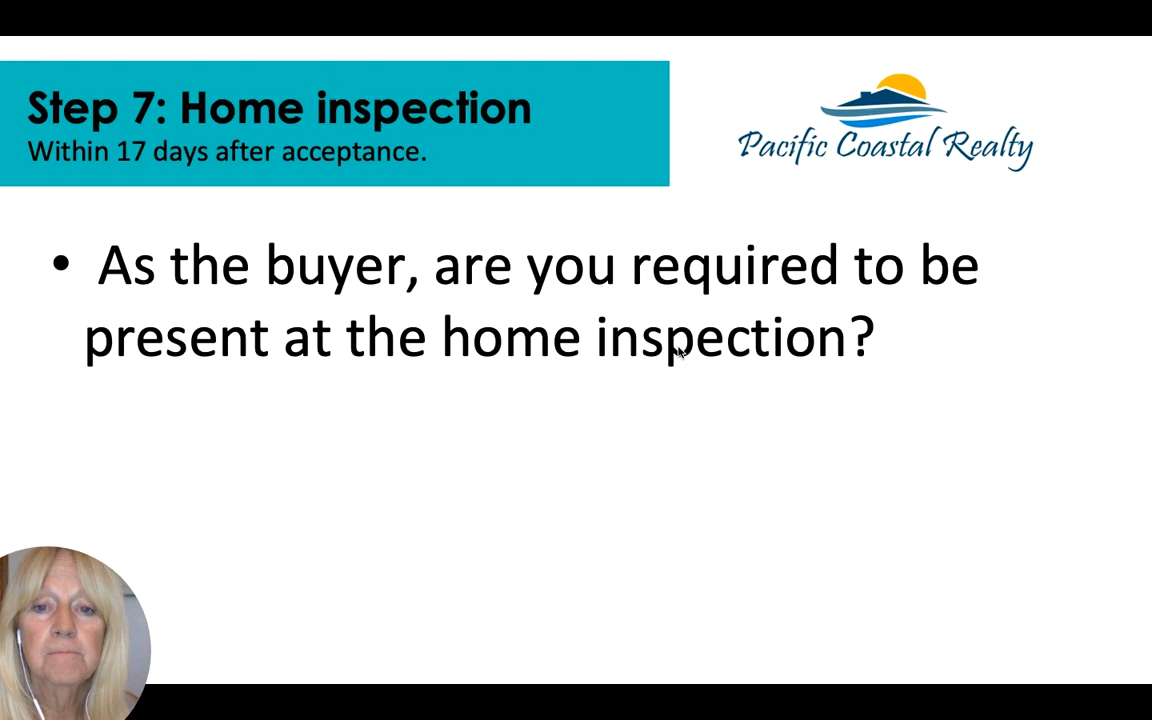 Step 7: Home inspection
Within 17 days after acceptance.
Pacific Coastal Realty
• As the buyer, are you required to be
present at the home inspection?